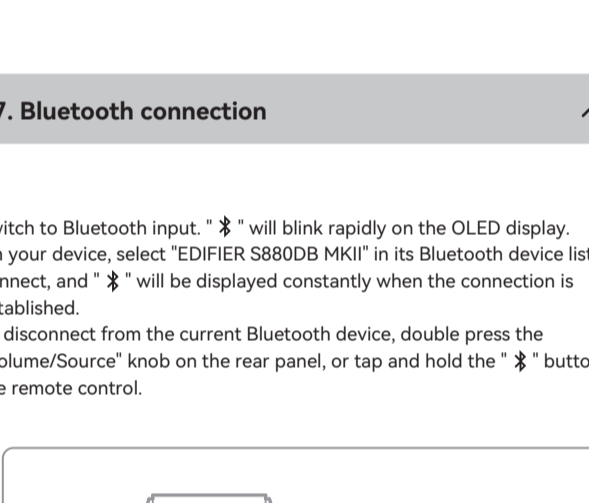 7. Bluetooth connection
witch to Bluetooth input. " " will blink rapidly on the OLED display.
n your device, select "EDIFIER S880DB MKII" in its Bluetooth device list
nnect, and " " will be displayed constantly when the connection is
tablished.
disconnect from the current Bluetooth device, double press the
olume/Source" knob on the rear panel, or tap and hold the " " butto
e remote control.